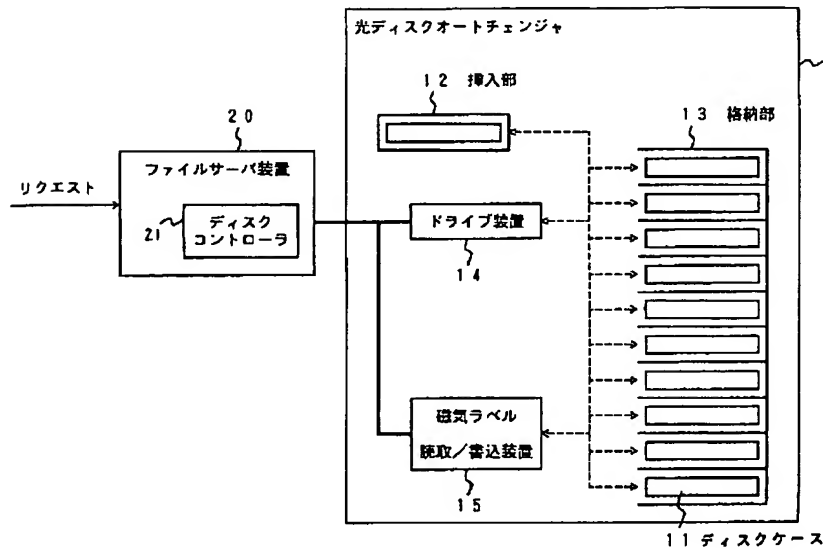 光ディスクオートチェンジャ
12 挿入部
13 格納部
20
ファイルサーバ装置
リクエスト
21
ディスク
コントローラ
ドライブ装置
14
磁気ラベル
読取／書込装置
15
11 ディスクケース